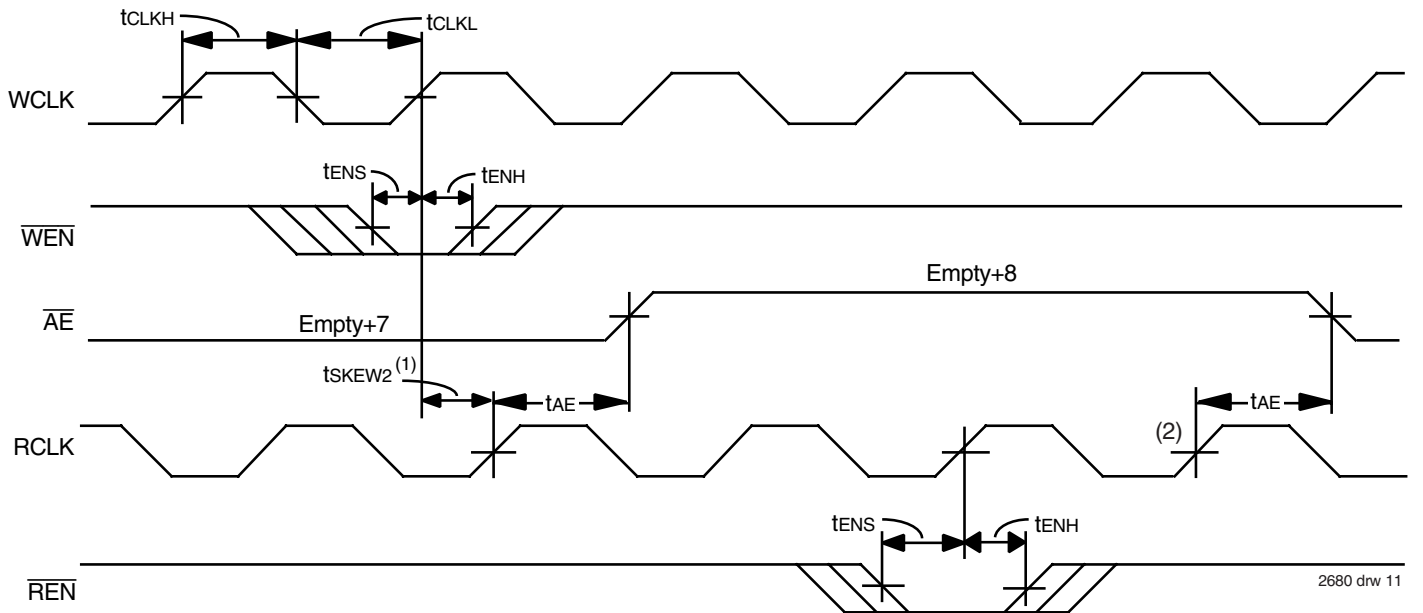 tCLKH tCLKL
WCLK
tENS tENH
WEN
Empty+8
AE
Empty+7
tSKEW2 (1)
tAE tAE
RCLK (2)
tENS tENH
REN
2680 drw 11